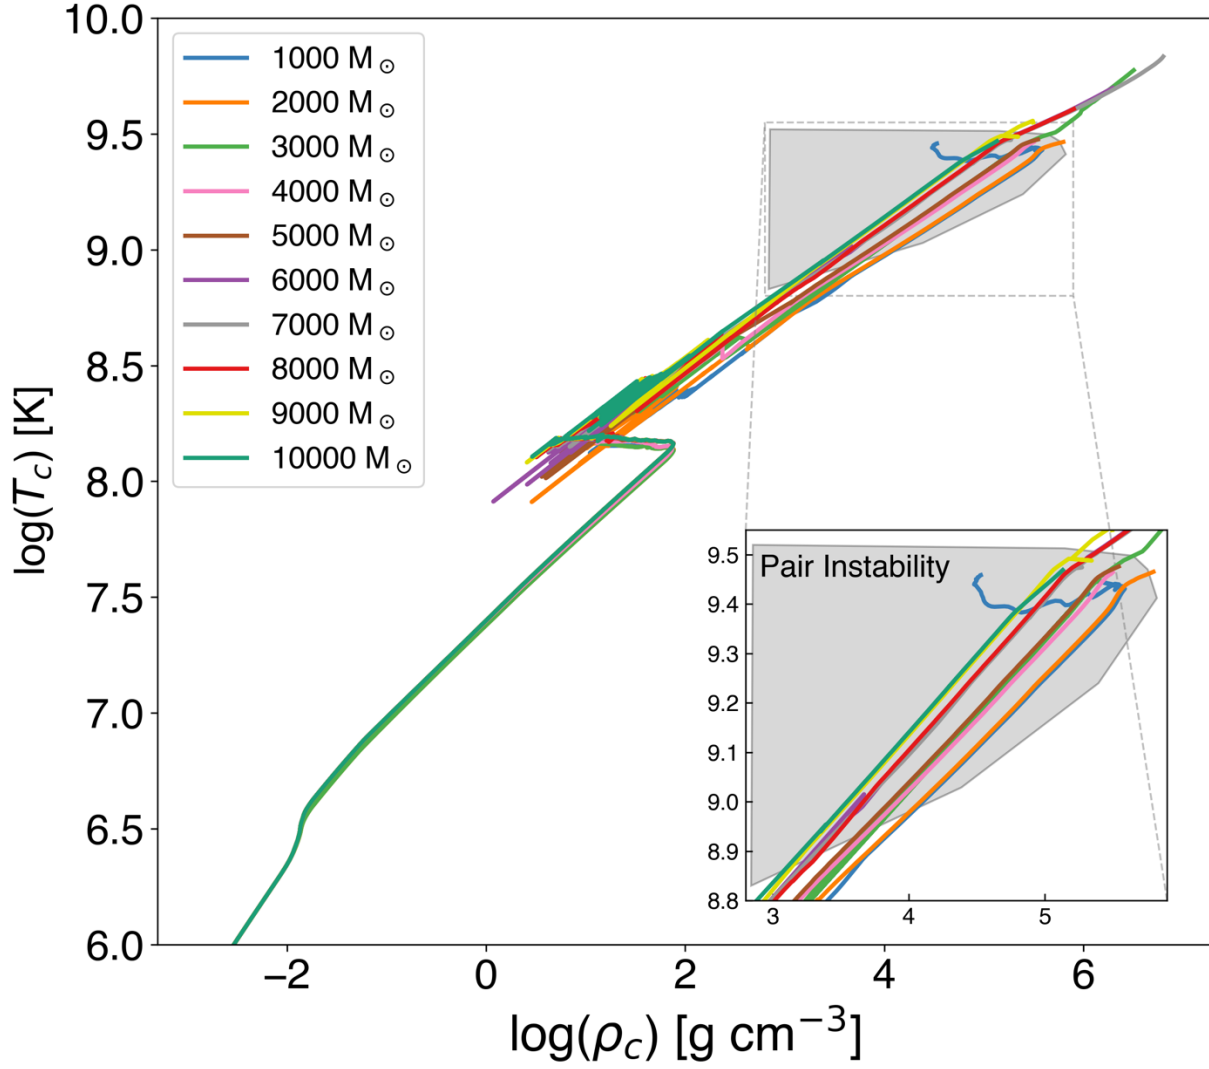 log(T_c) [K]
10.0
9.5
9.0
8.5
8.0
7.5
7.0
6.5
6.0
1000 M⊙
2000 M⊙
3000 M⊙
4000 M⊙
5000 M⊙
6000 M⊙
7000 M⊙
8000 M⊙
9000 M⊙
10000 M⊙
Pair Instability
9.5
9.4
9.3
9.2
9.1
9.0
8.9
8.8
3 4 5
−2 0 2 4 6
log(ρ_c) [g cm⁻³]